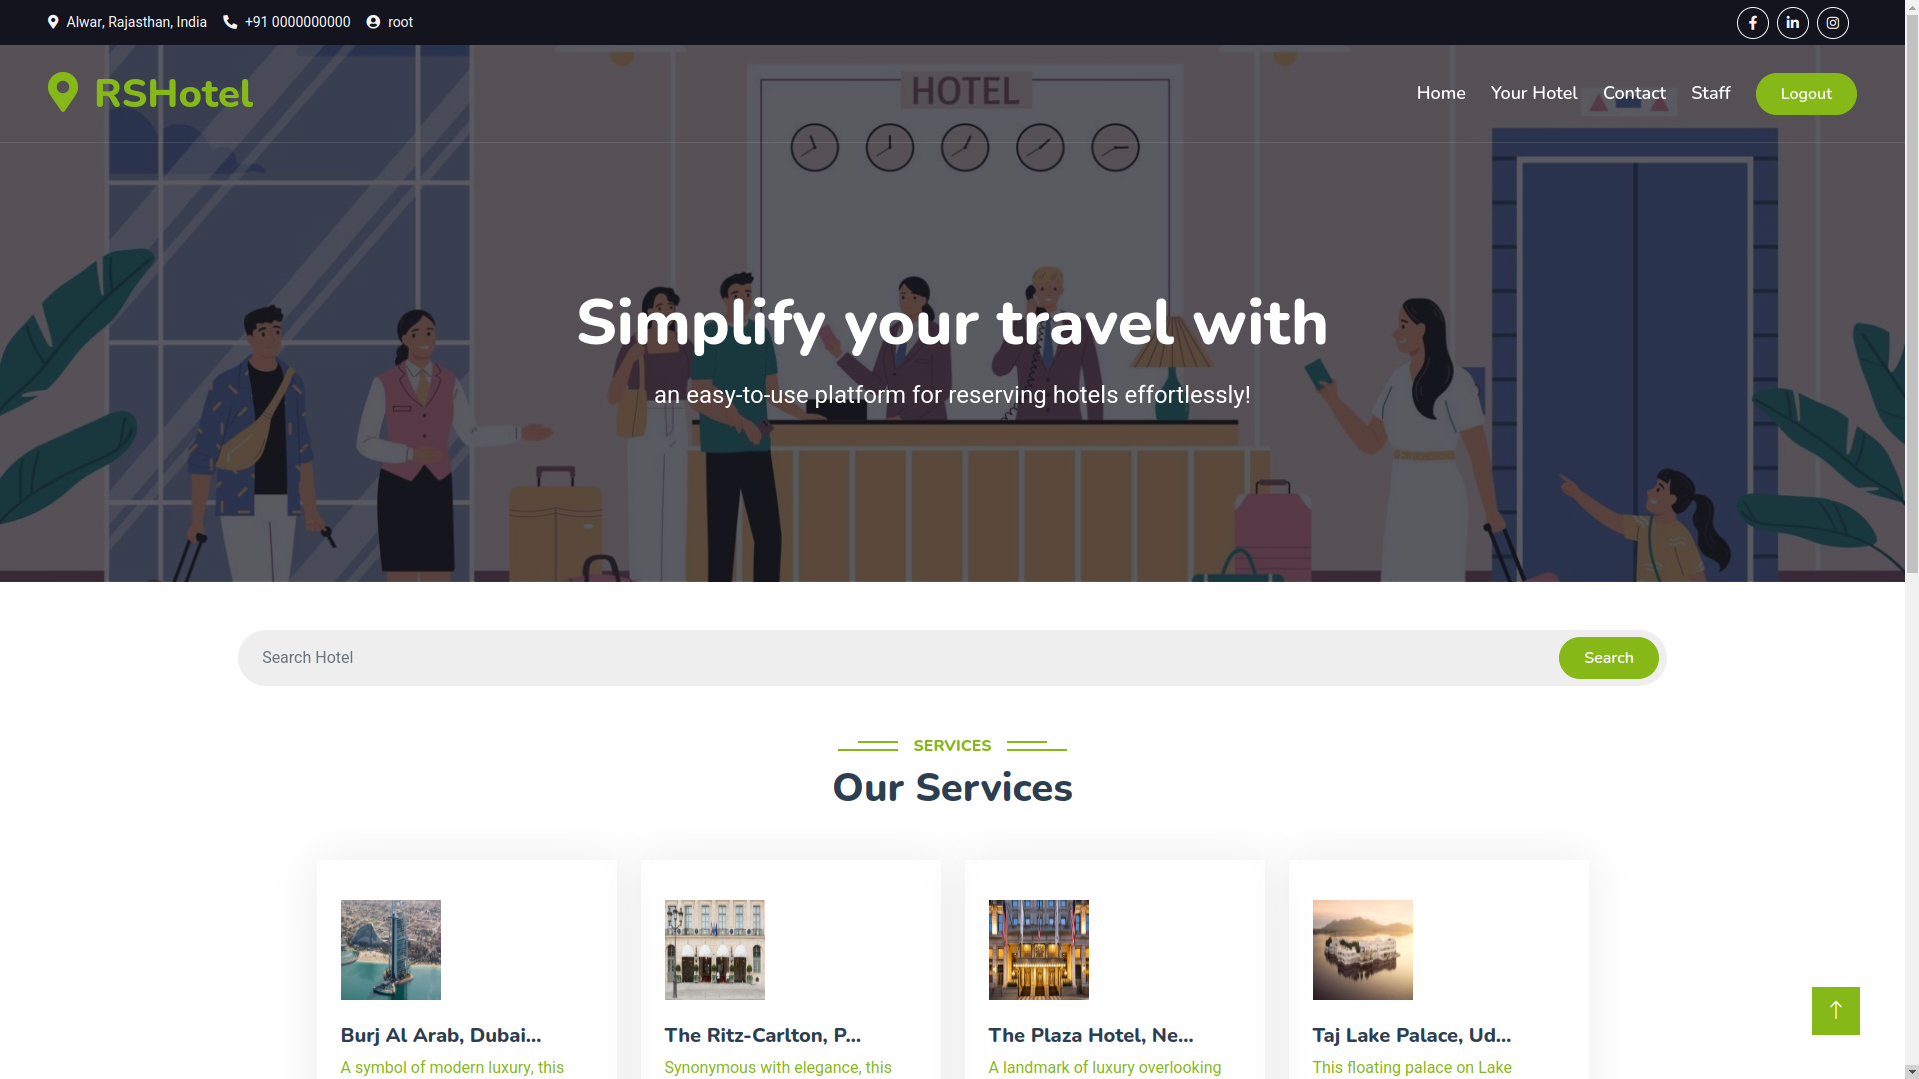 Alwar, Rajasthan, India +91 0000000000 root
RSHotel
Home Your Hotel Contact Staff Logout
HOTEL
Simplify your travel with
an easy-to-use platform for reserving hotels effortlessly!
Search Hotel Search
SERVICES
Our Services
Burj Al Arab, Dubai... The Ritz-Carlton, P... The Plaza Hotel, Ne... Taj Lake Palace, Ud...
A symbol of modern luxury, this Synonymous with elegance, this A landmark of luxury overlooking This floating palace on Lake